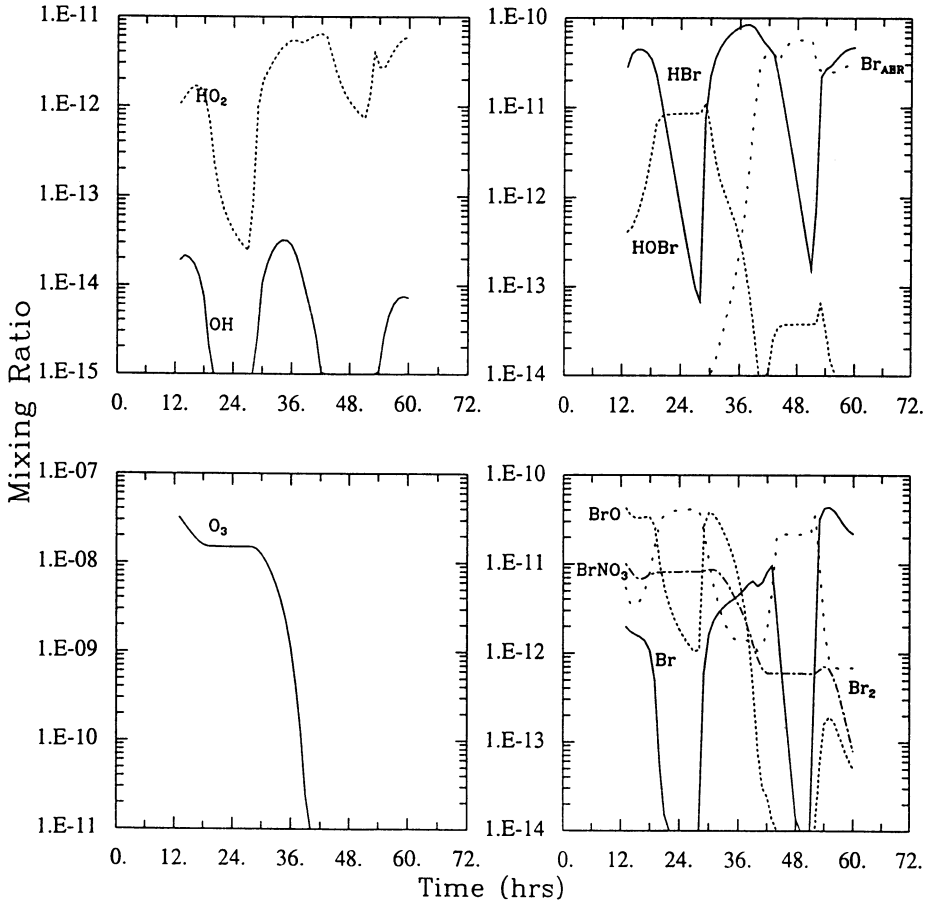 Mixing Ratio
1.E-11
1.E-12
1.E-13
1.E-14
1.E-15
HO2
OH
0. 12. 24. 36. 48. 60. 72.
1.E-10
1.E-11
1.E-12
1.E-13
1.E-14
HBr
BrABR
HOBr
0. 12. 24. 36. 48. 60. 72.
1.E-07
1.E-08
1.E-09
1.E-10
1.E-11
O3
0. 12. 24. 36. 48. 60. 72.
1.E-10
1.E-11
1.E-12
1.E-13
1.E-14
BrO
BrNO3
Br
Br2
0. 12. 24. 36. 48. 60. 72.
Time (hrs)